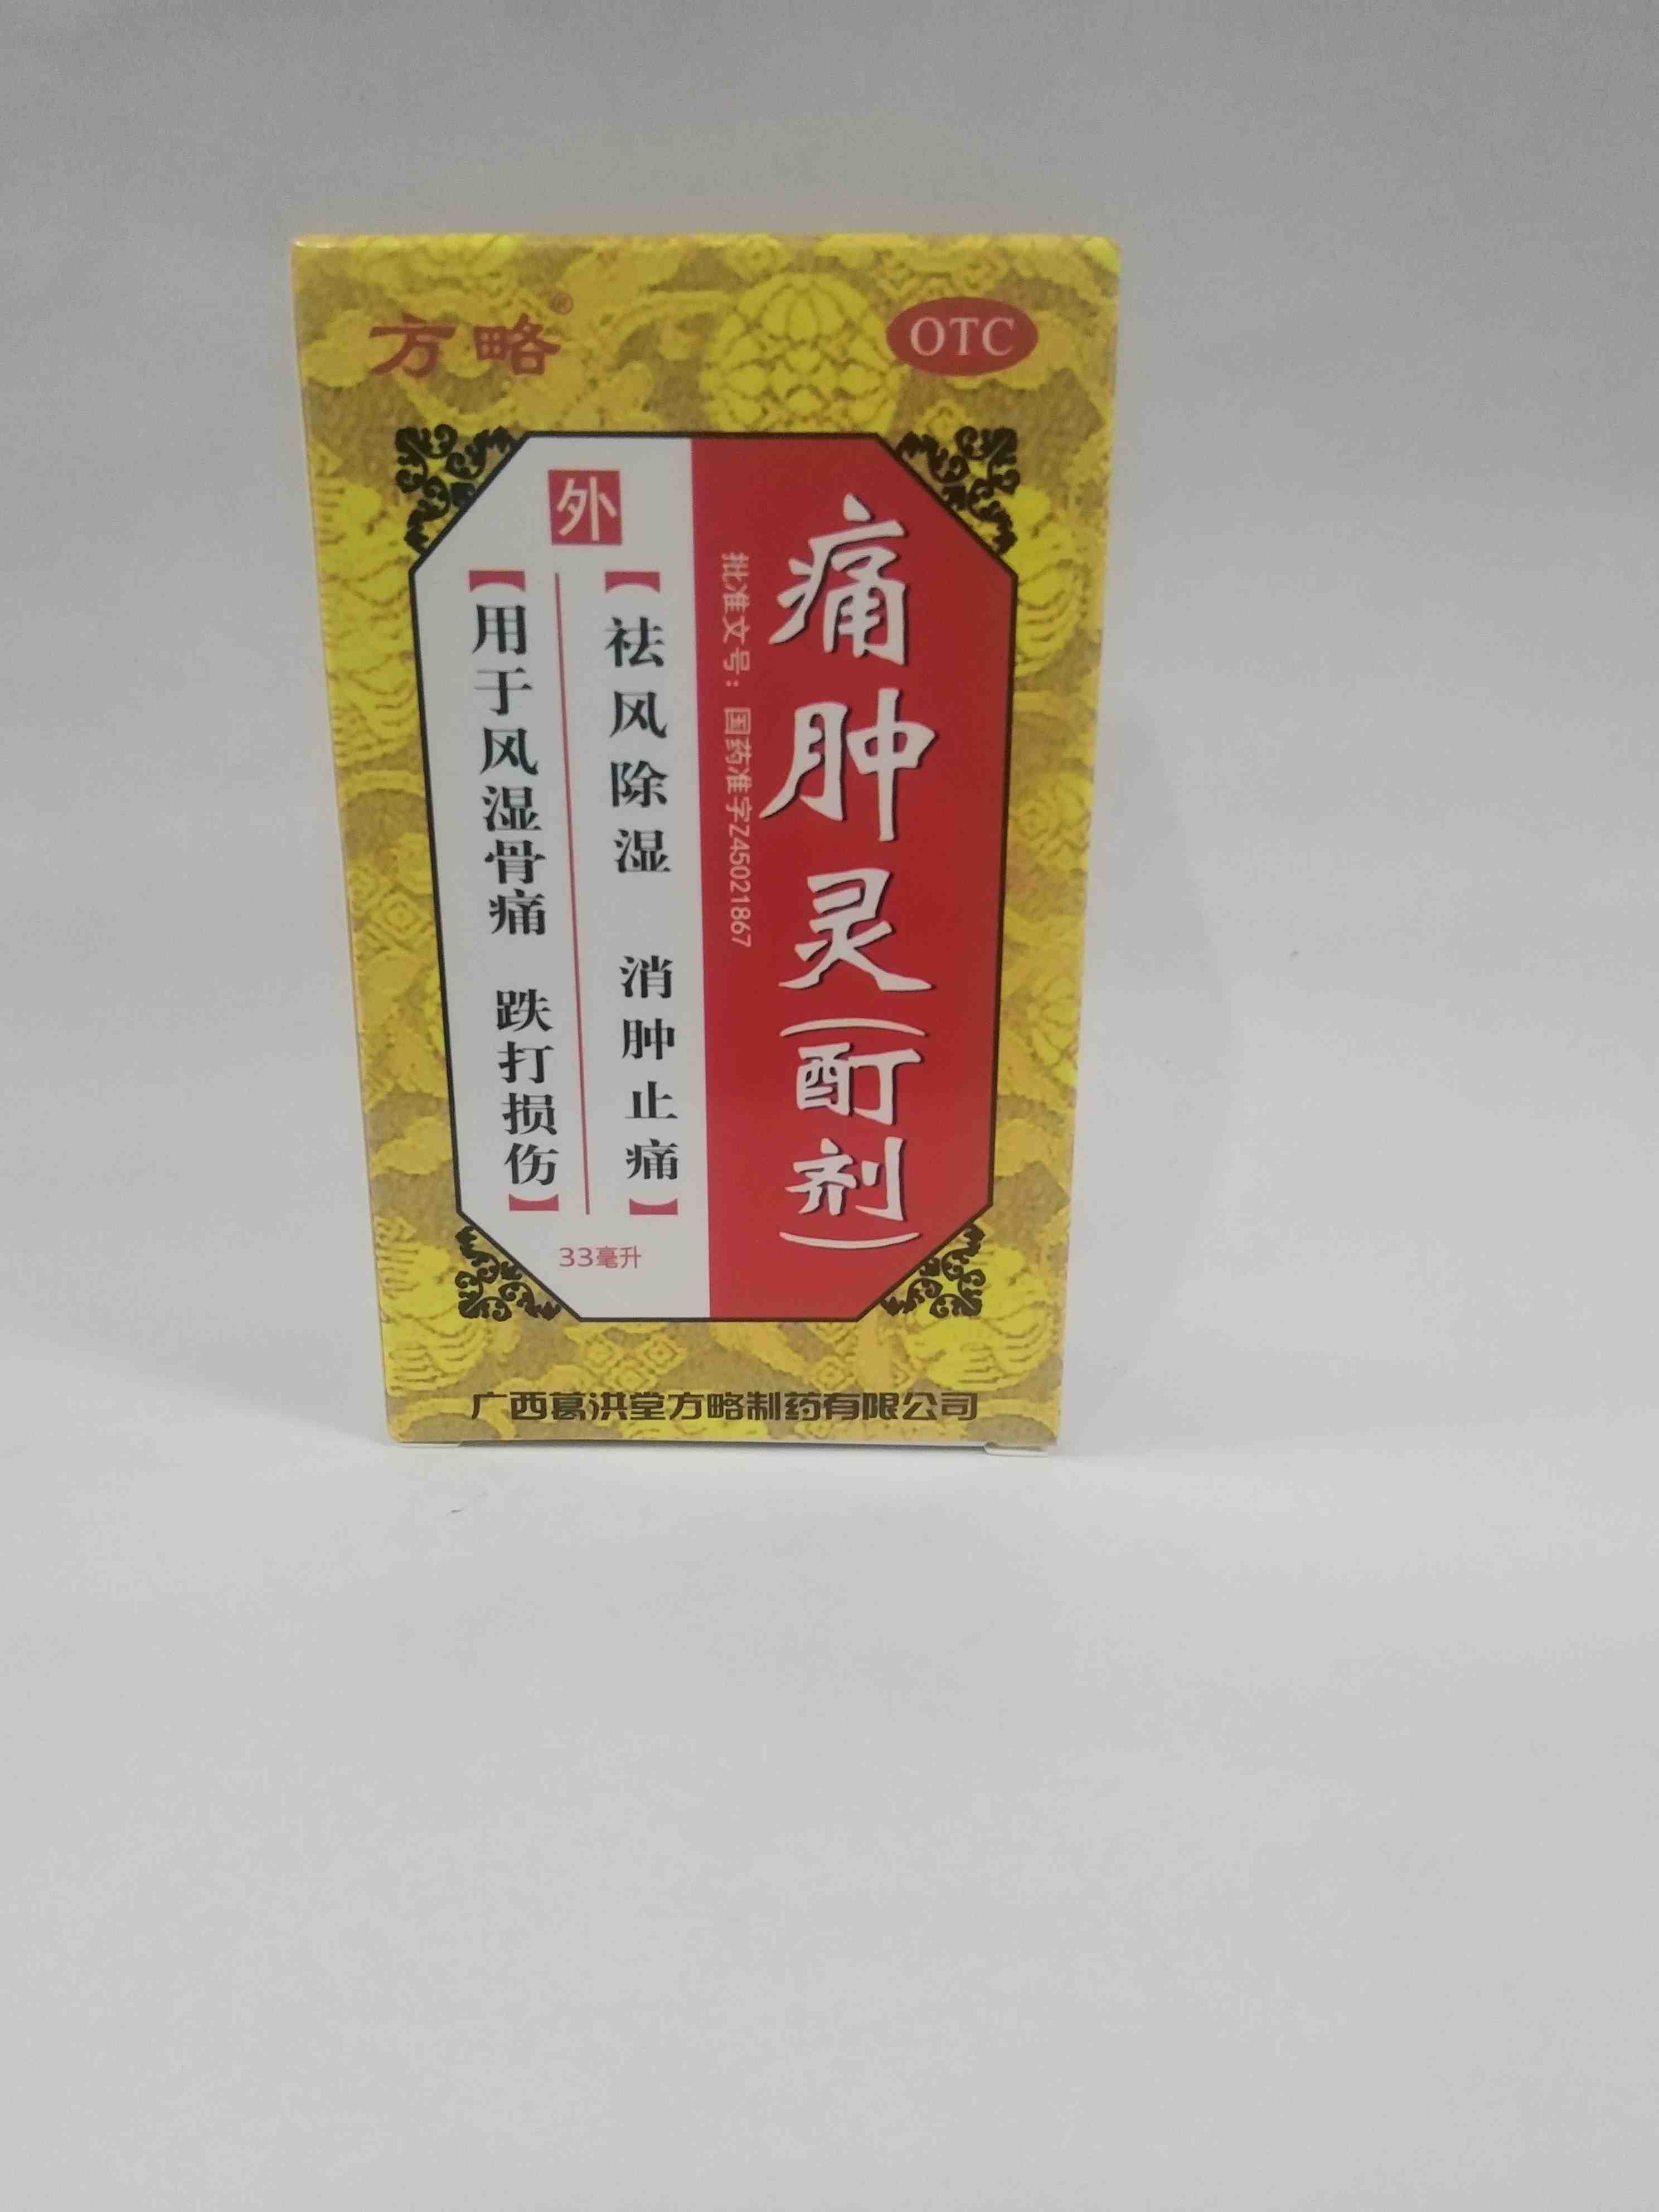 方略®
OTC
痛肿灵(酊剂)
批准文号：国药准字Z45021867
外
【祛风除湿 消肿止痛】
【用于风湿骨痛 跌打损伤】
33毫升
广西葛洪堂方略制药有限公司